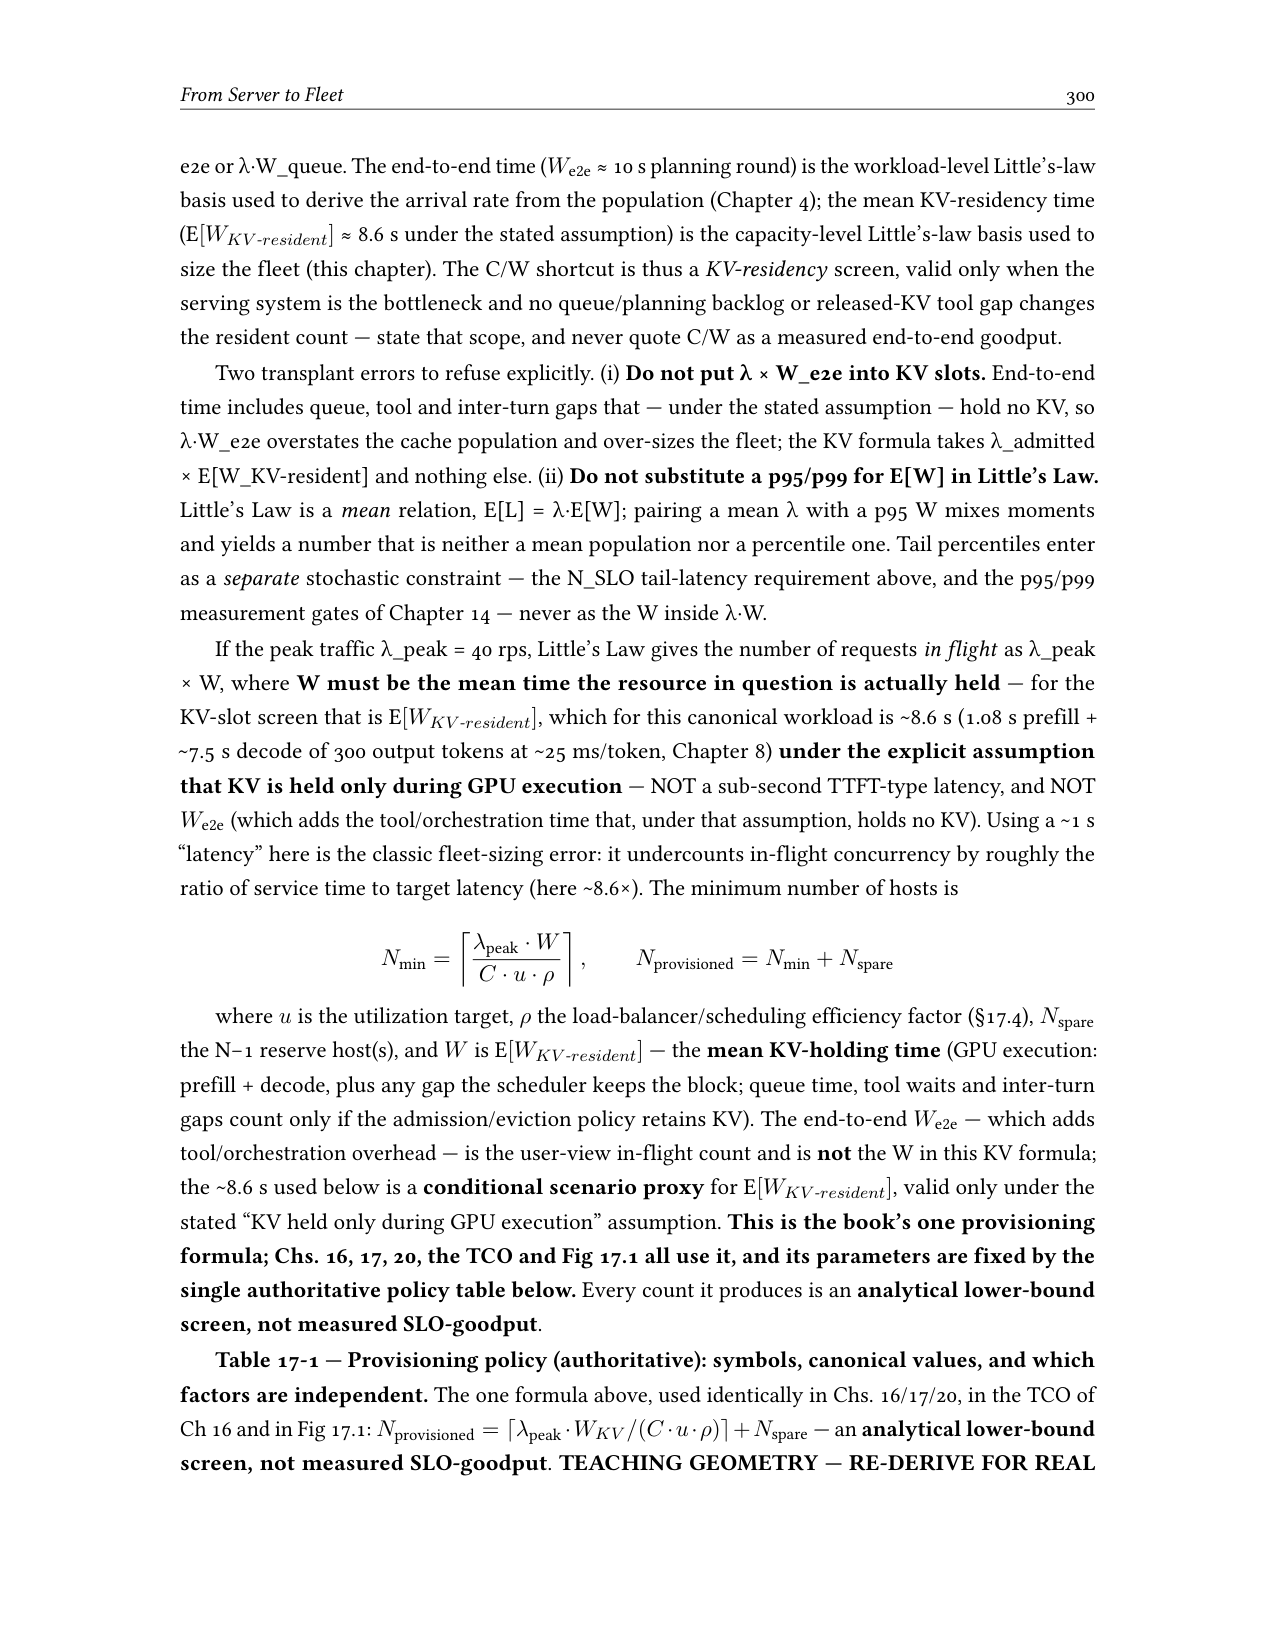 From Server to Fleet 300
e2e or λ·W_queue. The end-to-end time (W_e2e ≈ 10 s planning round) is the workload-level Little’s-law
basis used to derive the arrival rate from the population (Chapter 4); the mean KV-residency time
(E[W_KV-resident] ≈ 8.6 s under the stated assumption) is the capacity-level Little’s-law basis used to
size the fleet (this chapter). The C/W shortcut is thus a KV-residency screen, valid only when the
serving system is the bottleneck and no queue/planning backlog or released-KV tool gap changes
the resident count — state that scope, and never quote C/W as a measured end-to-end goodput.
Two transplant errors to refuse explicitly. (i) Do not put λ × W_e2e into KV slots. End-to-end
time includes queue, tool and inter-turn gaps that — under the stated assumption — hold no KV, so
λ·W_e2e overstates the cache population and over-sizes the fleet; the KV formula takes λ_admitted
× E[W_KV-resident] and nothing else. (ii) Do not substitute a p95/p99 for E[W] in Little’s Law.
Little’s Law is a mean relation, E[L] = λ·E[W]; pairing a mean λ with a p95 W mixes moments
and yields a number that is neither a mean population nor a percentile one. Tail percentiles enter
as a separate stochastic constraint — the N_SLO tail-latency requirement above, and the p95/p99
measurement gates of Chapter 14 — never as the W inside λ·W.
If the peak traffic λ_peak = 40 rps, Little’s Law gives the number of requests in flight as λ_peak
× W, where W must be the mean time the resource in question is actually held — for the
KV-slot screen that is E[W_KV-resident], which for this canonical workload is ~8.6 s (1.08 s prefill +
~7.5 s decode of 300 output tokens at ~25 ms/token, Chapter 8) under the explicit assumption
that KV is held only during GPU execution — NOT a sub-second TTFT-type latency, and NOT
W_e2e (which adds the tool/orchestration time that, under that assumption, holds no KV). Using a ~1 s
“latency” here is the classic fleet-sizing error: it undercounts in-flight concurrency by roughly the
ratio of service time to target latency (here ~8.6×). The minimum number of hosts is
N_min = ⌈ λ_peak · W / (C · u · ρ) ⌉ , N_provisioned = N_min + N_spare
where u is the utilization target, ρ the load-balancer/scheduling efficiency factor (§17.4), N_spare
the N−1 reserve host(s), and W is E[W_KV-resident] — the mean KV-holding time (GPU execution:
prefill + decode, plus any gap the scheduler keeps the block; queue time, tool waits and inter-turn
gaps count only if the admission/eviction policy retains KV). The end-to-end W_e2e — which adds
tool/orchestration overhead — is the user-view in-flight count and is not the W in this KV formula;
the ~8.6 s used below is a conditional scenario proxy for E[W_KV-resident], valid only under the
stated “KV held only during GPU execution” assumption. This is the book’s one provisioning
formula; Chs. 16, 17, 20, the TCO and Fig 17.1 all use it, and its parameters are fixed by the
single authoritative policy table below. Every count it produces is an analytical lower-bound
screen, not measured SLO-goodput.
Table 17-1 — Provisioning policy (authoritative): symbols, canonical values, and which
factors are independent. The one formula above, used identically in Chs. 16/17/20, in the TCO of
Ch 16 and in Fig 17.1: N_provisioned = ⌈λ_peak · W_KV/(C · u · ρ)⌉ + N_spare — an analytical lower-bound
screen, not measured SLO-goodput. TEACHING GEOMETRY — RE-DERIVE FOR REAL